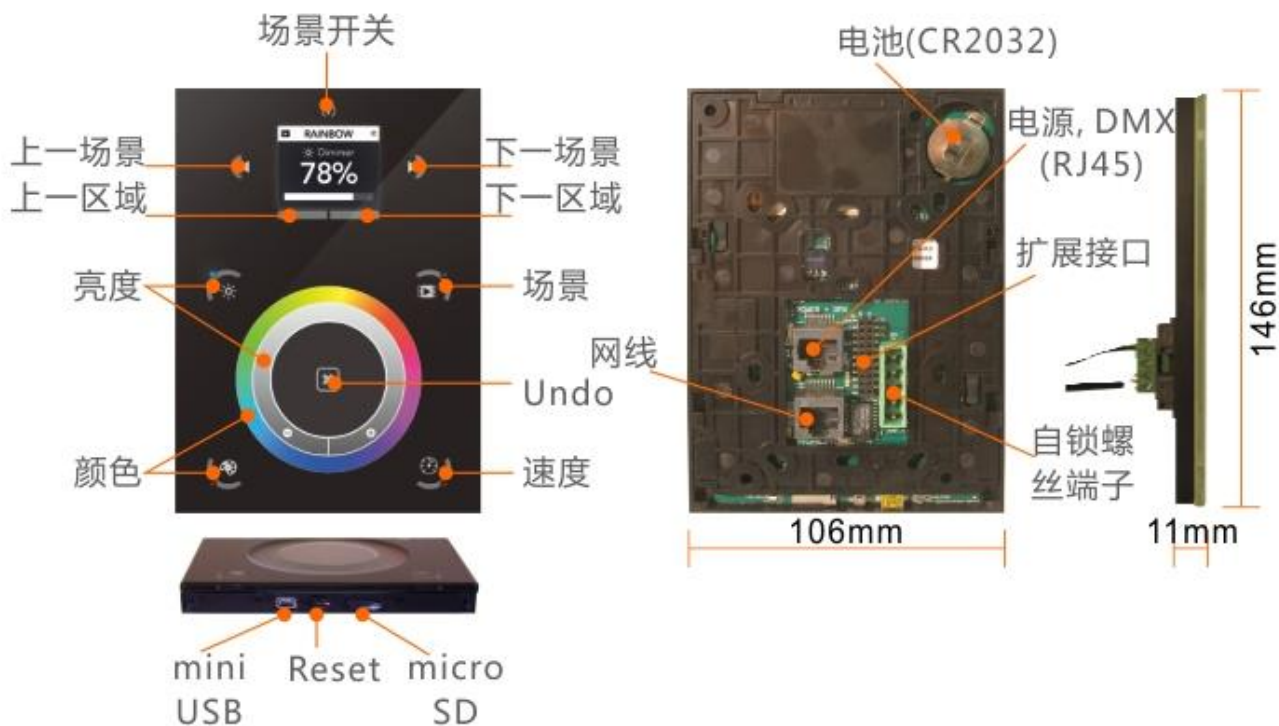 场景开关
上一场景
上一区域
下一场景
下一区域
RAINBOW
Dimmer
78%
亮度
场景
Undo
颜色
速度
mini
USB
Reset
micro
SD
电池(CR2032)
电源, DMX
(RJ45)
扩展接口
网线
自锁螺
丝端子
106mm
11mm
146mm